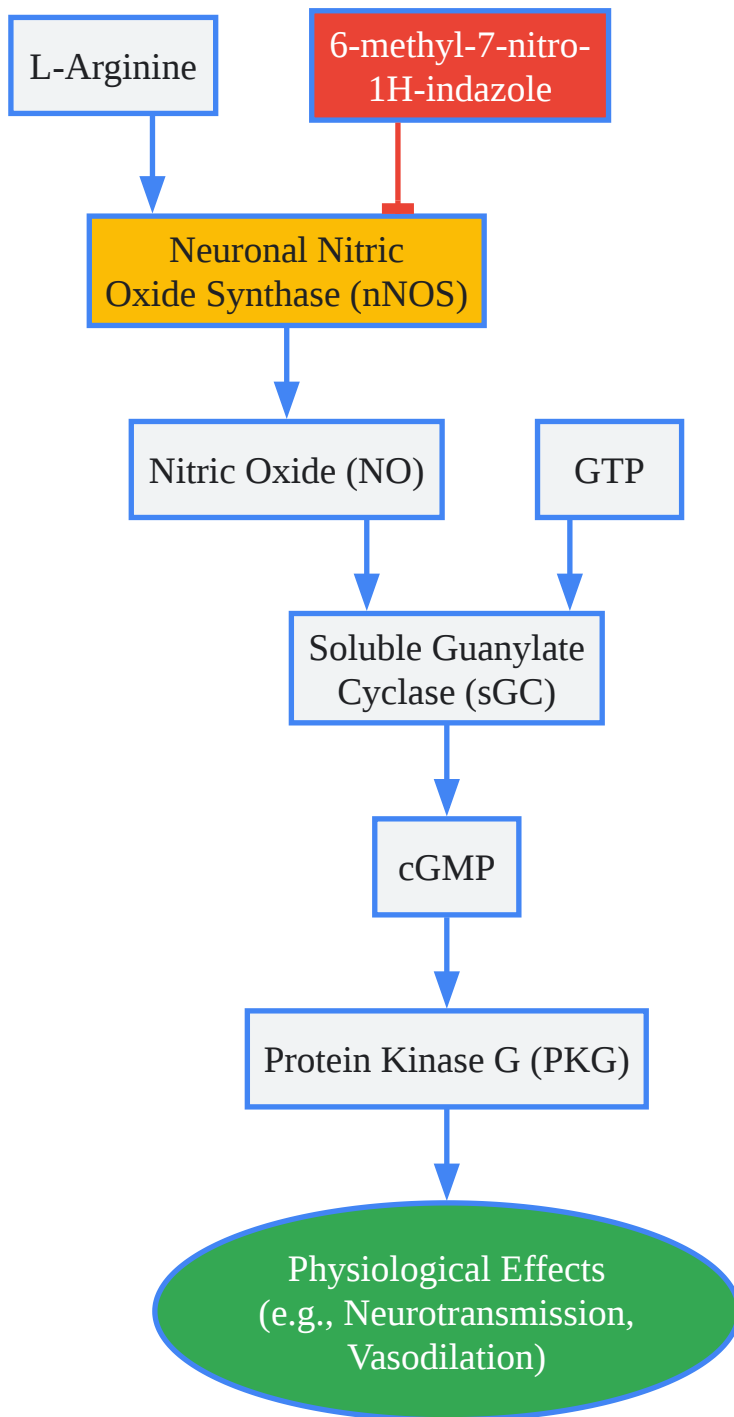 L-Arginine
6-methyl-7-nitro-
1H-indazole
Neuronal Nitric
Oxide Synthase (nNOS)
Nitric Oxide (NO)
GTP
Soluble Guanylate
Cyclase (sGC)
cGMP
Protein Kinase G (PKG)
Physiological Effects
(e.g., Neurotransmission,
Vasodilation)